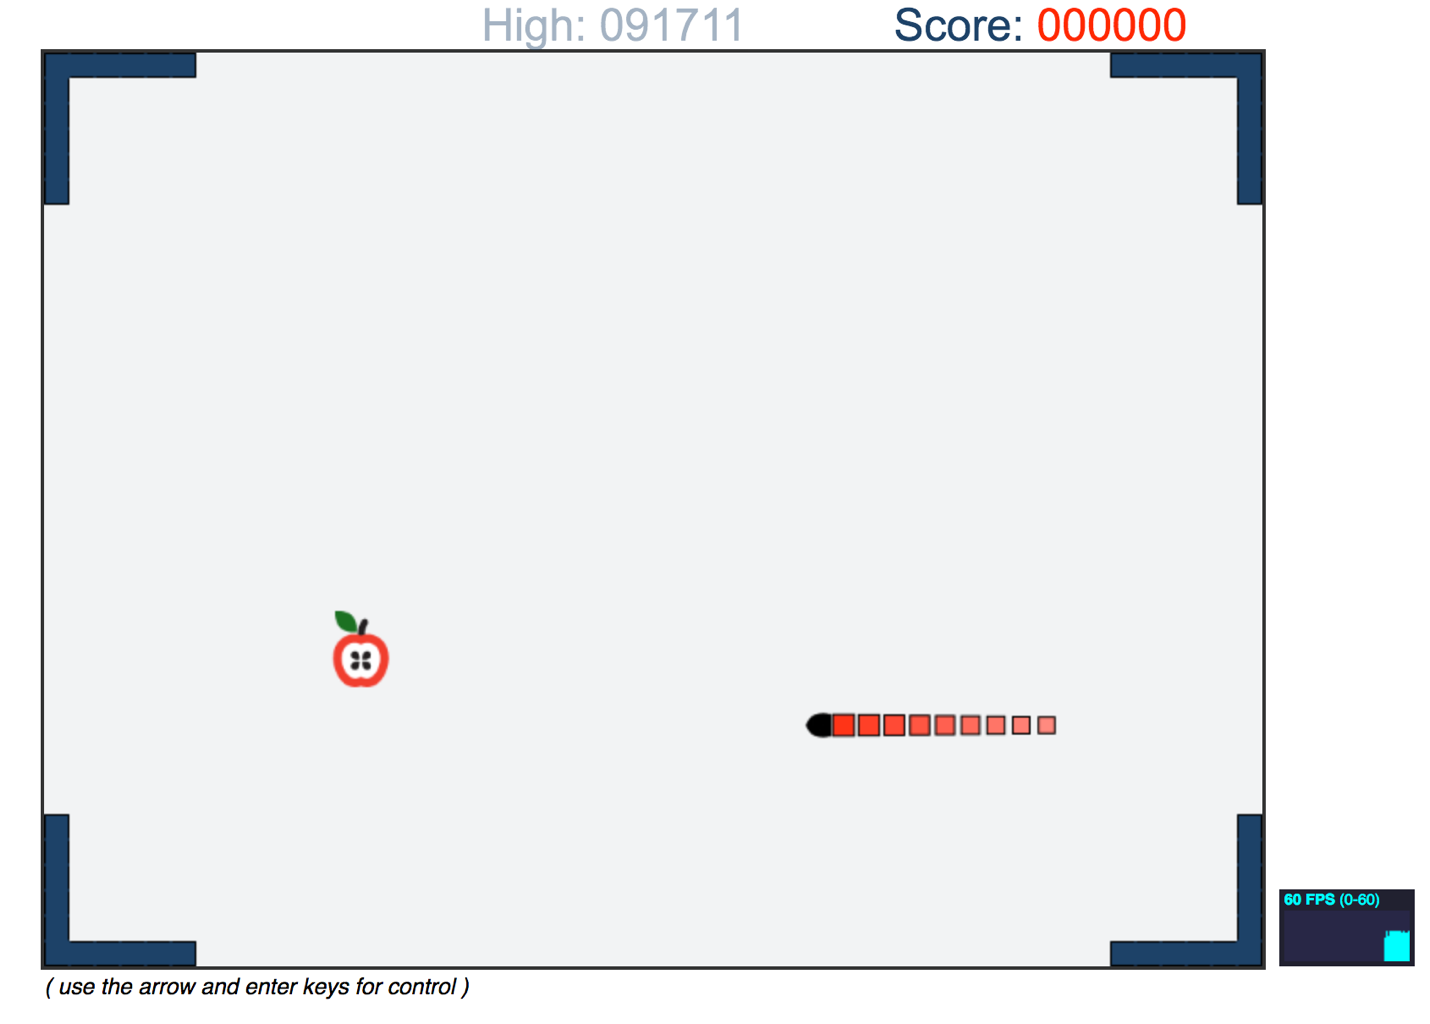 High: 091711 Score: 000000
60 FPS (0-60)
( use the arrow and enter keys for control )